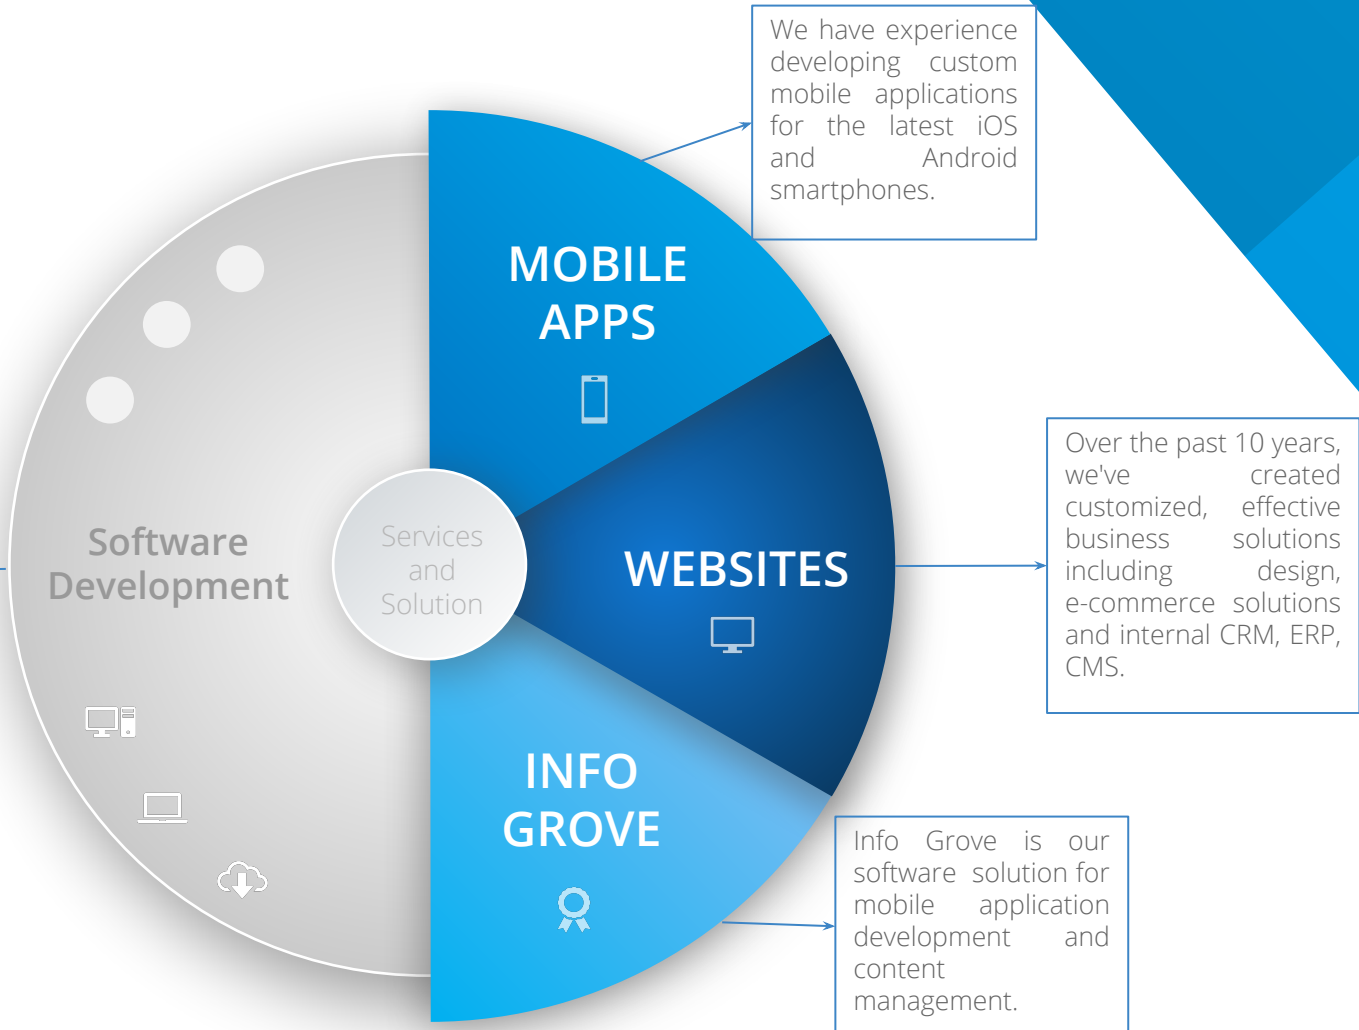 We have experience
developing custom
mobile applications
for the latest iOS
and Android
smartphones.
MOBILE
APPS
Over the past 10 years,
we've created
customized, effective
business solutions
including design,
e-commerce solutions
and internal CRM, ERP,
CMS.
Software
Development
Services
and
Solution
WEBSITES
INFO
GROVE
Info Grove is our
software solution for
mobile application
development and
content
management.